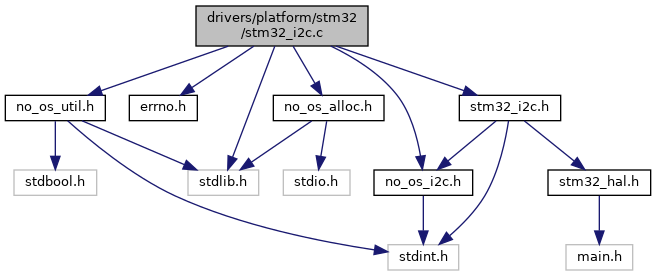 drivers/platform/stm32
/stm32_i2c.c
no_os_util.h
errno.h
no_os_alloc.h
stm32_i2c.h
stdbool.h
stdlib.h
stdio.h
no_os_i2c.h
stm32_hal.h
stdint.h
main.h